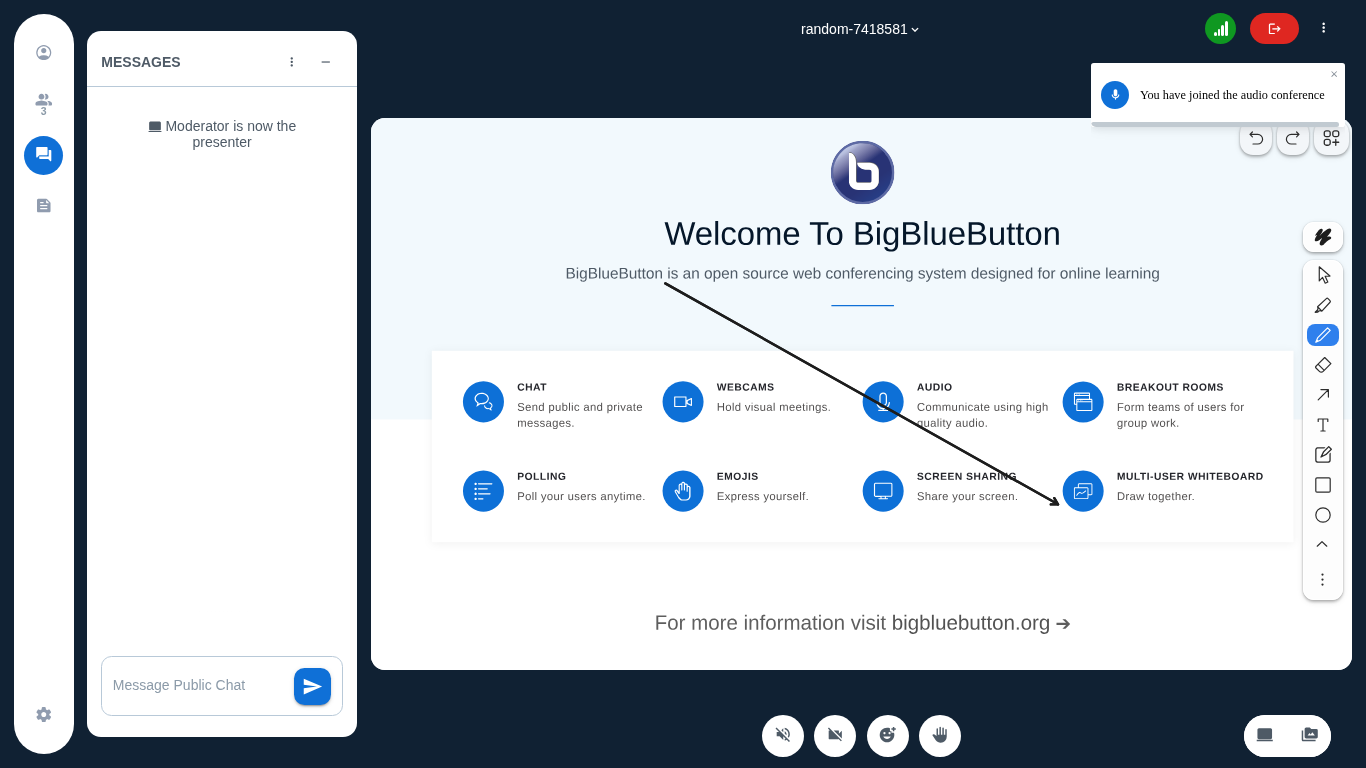 random-7418581
3
MESSAGES
Moderator is now the
presenter
Message Public Chat
You have joined the audio conference
Welcome To BigBlueButton
BigBlueButton is an open source web conferencing system designed for online learning
CHAT
Send public and private
messages.
WEBCAMS
Hold visual meetings.
AUDIO
Communicate using high
quality audio.
BREAKOUT ROOMS
Form teams of users for
group work.
POLLING
Poll your users anytime.
EMOJIS
Express yourself.
SCREEN SHARING
Share your screen.
MULTI-USER WHITEBOARD
Draw together.
For more information visit bigbluebutton.org ➔